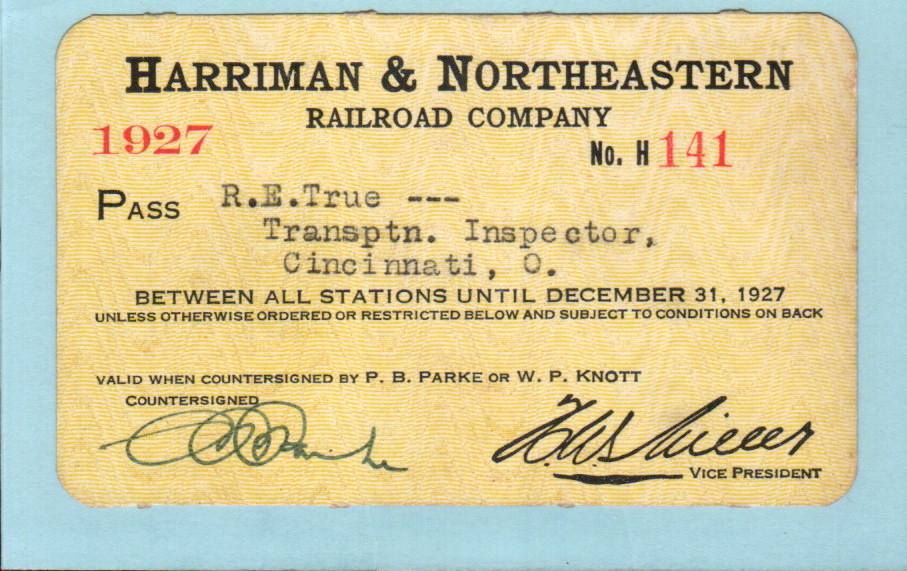 HARRIMAN & NORTHEASTERN
RAILROAD COMPANY
1927
No. H 141
PASS R.E.True ---
Transptn. Inspector,
Cincinnati, O.
BETWEEN ALL STATIONS UNTIL DECEMBER 31, 1927
UNLESS OTHERWISE ORDERED OR RESTRICTED BELOW AND SUBJECT TO CONDITIONS ON BACK
VALID WHEN COUNTERSIGNED BY P. B. PARKE OR W. P. KNOTT
COUNTERSIGNED
VICE PRESIDENT